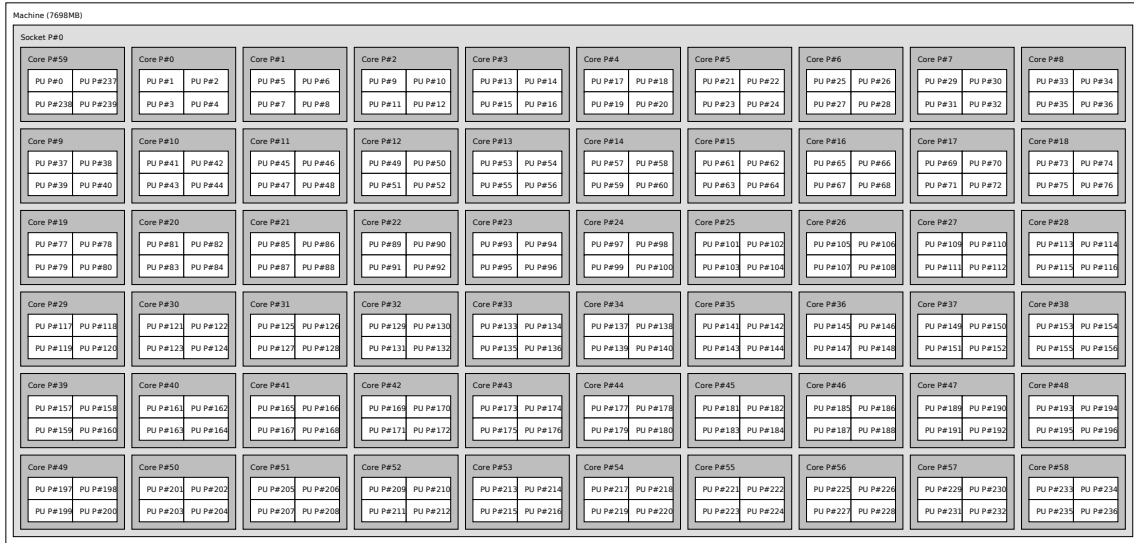 Machine (7698MB)
Socket P#0
Core P#59 Core P#0 Core P#1 Core P#2 Core P#3 Core P#4 Core P#5 Core P#6 Core P#7 Core P#8
PU P#0 PU P#237 PU P#1 PU P#2 PU P#5 PU P#6 PU P#9 PU P#10 PU P#13 PU P#14 PU P#17 PU P#18 PU P#21 PU P#22 PU P#25 PU P#26 PU P#29 PU P#30 PU P#33 PU P#34
PU P#238 PU P#239 PU P#3 PU P#4 PU P#7 PU P#8 PU P#11 PU P#12 PU P#15 PU P#16 PU P#19 PU P#20 PU P#23 PU P#24 PU P#27 PU P#28 PU P#31 PU P#32 PU P#35 PU P#36
Core P#9 Core P#10 Core P#11 Core P#12 Core P#13 Core P#14 Core P#15 Core P#16 Core P#17 Core P#18
PU P#37 PU P#38 PU P#41 PU P#42 PU P#45 PU P#46 PU P#49 PU P#50 PU P#53 PU P#54 PU P#57 PU P#58 PU P#61 PU P#62 PU P#65 PU P#66 PU P#69 PU P#70 PU P#73 PU P#74
PU P#39 PU P#40 PU P#43 PU P#44 PU P#47 PU P#48 PU P#51 PU P#52 PU P#55 PU P#56 PU P#59 PU P#60 PU P#63 PU P#64 PU P#67 PU P#68 PU P#71 PU P#72 PU P#75 PU P#76
Core P#19 Core P#20 Core P#21 Core P#22 Core P#23 Core P#24 Core P#25 Core P#26 Core P#27 Core P#28
PU P#77 PU P#78 PU P#81 PU P#82 PU P#85 PU P#86 PU P#89 PU P#90 PU P#93 PU P#94 PU P#97 PU P#98 PU P#101 PU P#102 PU P#105 PU P#106 PU P#109 PU P#110 PU P#113 PU P#114
PU P#79 PU P#80 PU P#83 PU P#84 PU P#87 PU P#88 PU P#91 PU P#92 PU P#95 PU P#96 PU P#99 PU P#100 PU P#103 PU P#104 PU P#107 PU P#108 PU P#111 PU P#112 PU P#115 PU P#116
Core P#29 Core P#30 Core P#31 Core P#32 Core P#33 Core P#34 Core P#35 Core P#36 Core P#37 Core P#38
PU P#117 PU P#118 PU P#121 PU P#122 PU P#125 PU P#126 PU P#129 PU P#130 PU P#133 PU P#134 PU P#137 PU P#138 PU P#141 PU P#142 PU P#145 PU P#146 PU P#149 PU P#150 PU P#153 PU P#154
PU P#119 PU P#120 PU P#123 PU P#124 PU P#127 PU P#128 PU P#131 PU P#132 PU P#135 PU P#136 PU P#139 PU P#140 PU P#143 PU P#144 PU P#147 PU P#148 PU P#151 PU P#152 PU P#155 PU P#156
Core P#39 Core P#40 Core P#41 Core P#42 Core P#43 Core P#44 Core P#45 Core P#46 Core P#47 Core P#48
PU P#157 PU P#158 PU P#161 PU P#162 PU P#165 PU P#166 PU P#169 PU P#170 PU P#173 PU P#174 PU P#177 PU P#178 PU P#181 PU P#182 PU P#185 PU P#186 PU P#189 PU P#190 PU P#193 PU P#194
PU P#159 PU P#160 PU P#163 PU P#164 PU P#167 PU P#168 PU P#171 PU P#172 PU P#175 PU P#176 PU P#179 PU P#180 PU P#183 PU P#184 PU P#187 PU P#188 PU P#191 PU P#192 PU P#195 PU P#196
Core P#49 Core P#50 Core P#51 Core P#52 Core P#53 Core P#54 Core P#55 Core P#56 Core P#57 Core P#58
PU P#197 PU P#198 PU P#201 PU P#202 PU P#205 PU P#206 PU P#209 PU P#210 PU P#213 PU P#214 PU P#217 PU P#218 PU P#221 PU P#222 PU P#225 PU P#226 PU P#229 PU P#230 PU P#233 PU P#234
PU P#199 PU P#200 PU P#203 PU P#204 PU P#207 PU P#208 PU P#211 PU P#212 PU P#215 PU P#216 PU P#219 PU P#220 PU P#223 PU P#224 PU P#227 PU P#228 PU P#231 PU P#232 PU P#235 PU P#236